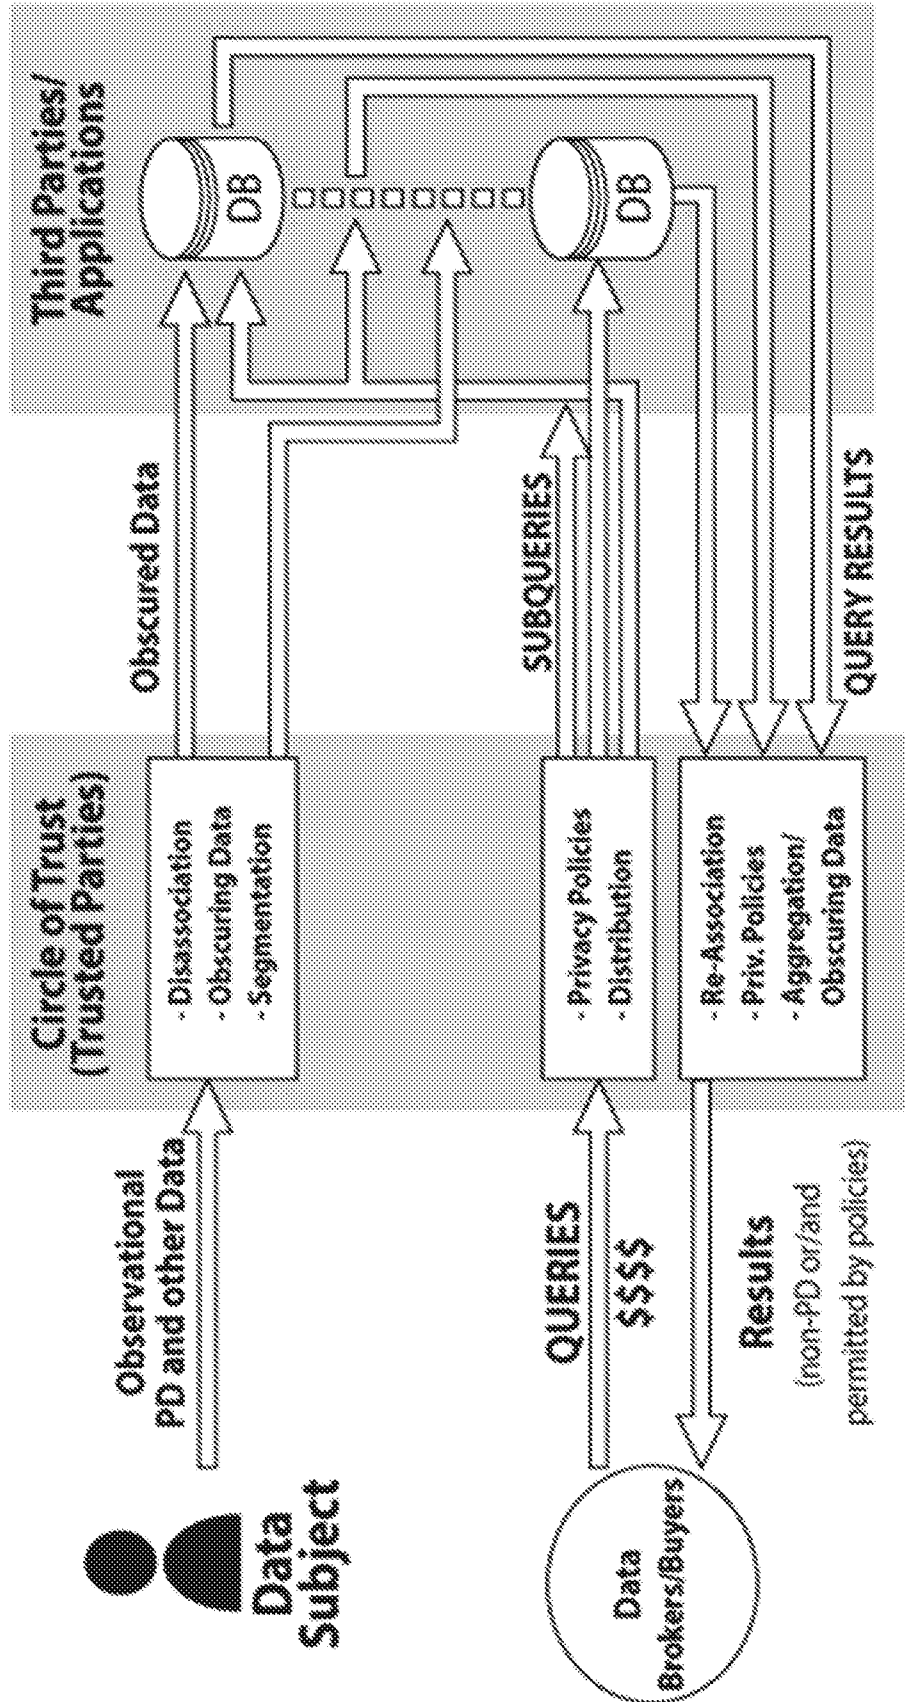 Circle of Trust
(Trusted Parties)
Third Parties/
Applications
Observational
PD and other Data
Data
Subject
- Disassociation
- Obscuring Data
- Segmentation
Obscured Data
DB
QUERIES
$$$$
- Privacy Policies
- Distribution
SUBQUERIES
DB
Data
Brokers/Buyers
Results
(non-PD or/and
permitted by policies)
- Re-Association
- Priv. Policies
- Aggregation/
Obscuring Data
QUERY RESULTS